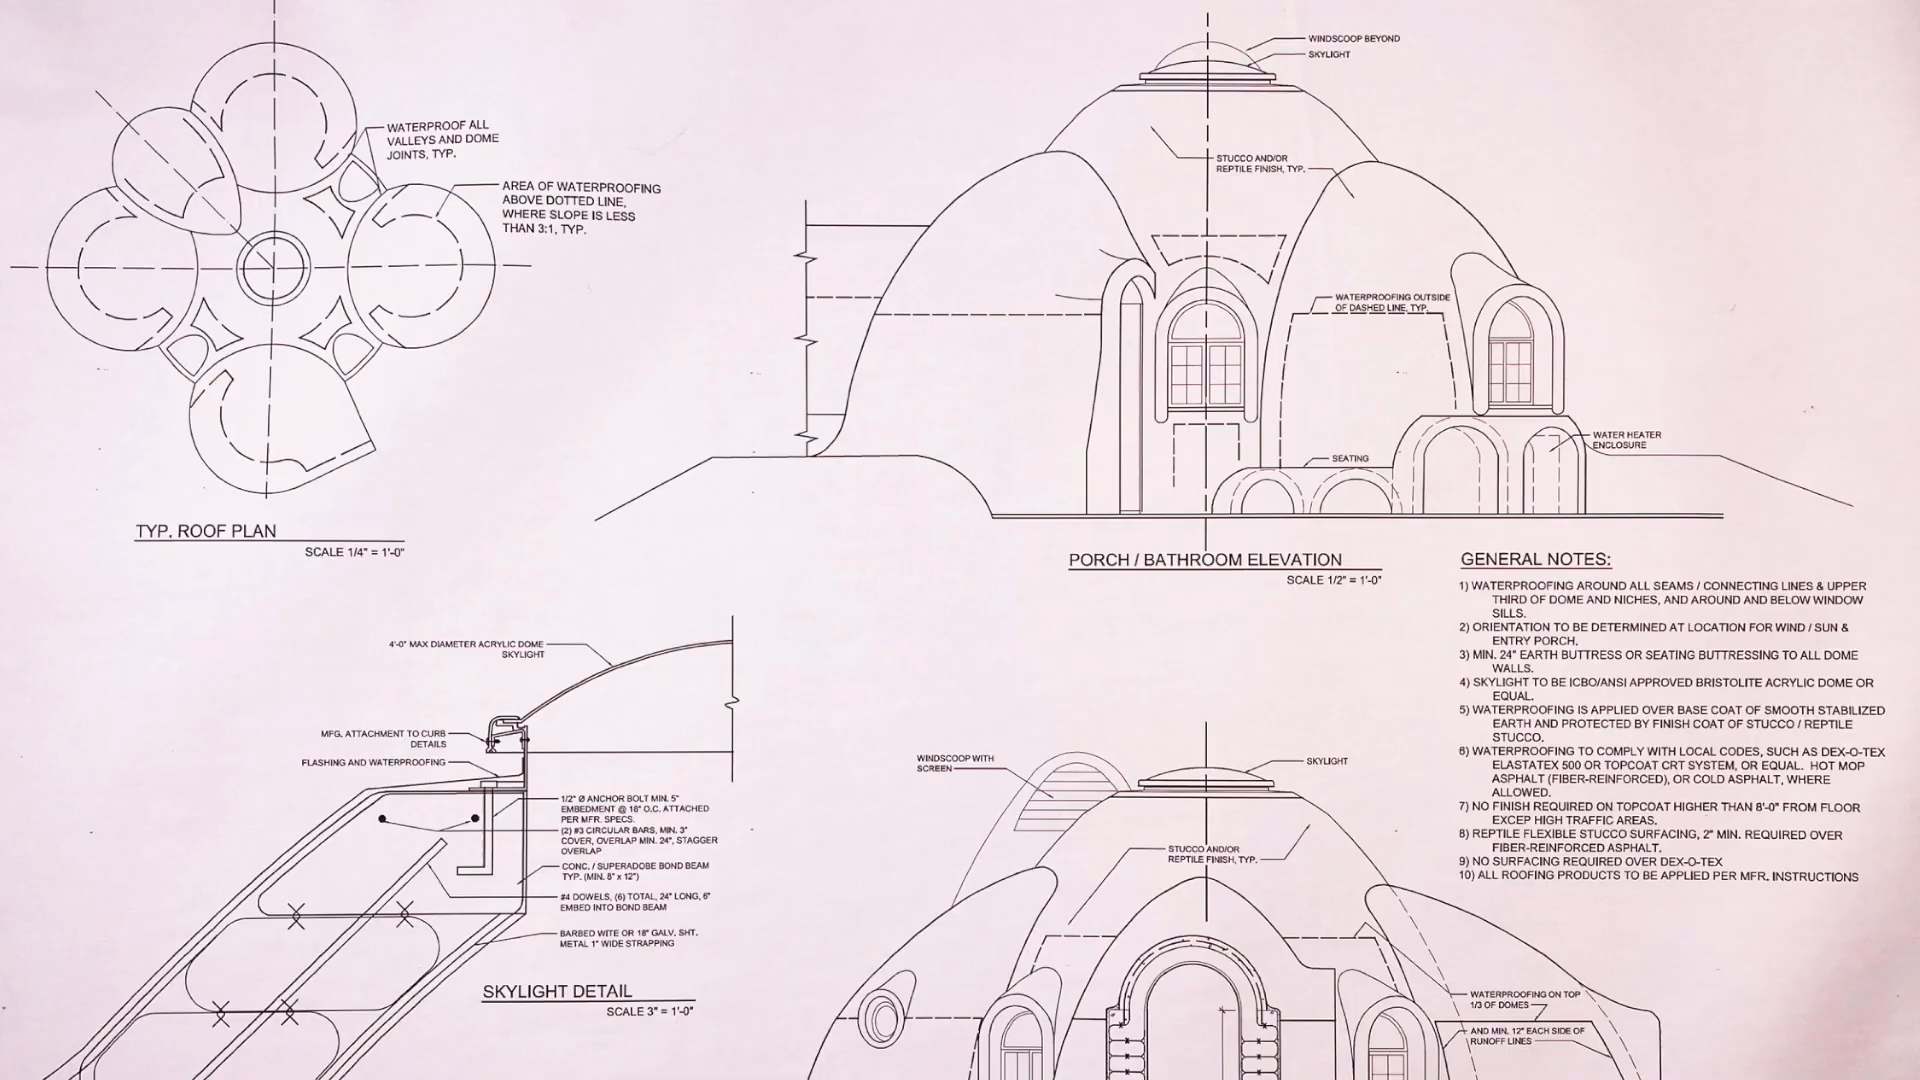 WATERPROOF ALL
VALLEYS AND DOME
JOINTS, TYP.
AREA OF WATERPROOFING
ABOVE DOTTED LINE,
WHERE SLOPE IS LESS
THAN 3:1, TYP.
TYP. ROOF PLAN
SCALE 1/4" = 1'-0"
WINDSCOOP BEYOND
SKYLIGHT
STUCCO AND/OR
REPTILE FINISH, TYP.
WATERPROOFING OUTSIDE
OF DASHED LINE, TYP.
WATER HEATER
ENCLOSURE
SEATING
PORCH / BATHROOM ELEVATION
SCALE 1/2" = 1'-0"
GENERAL NOTES:
1) WATERPROOFING AROUND ALL SEAMS / CONNECTING LINES & UPPER
THIRD OF DOME AND NICHES, AND AROUND AND BELOW WINDOW
SILLS.
2) ORIENTATION TO BE DETERMINED AT LOCATION FOR WIND / SUN &
ENTRY PORCH.
3) MIN. 24" EARTH BUTTRESS OR SEATING BUTTRESSING TO ALL DOME
WALLS.
4) SKYLIGHT TO BE ICBO/ANSI APPROVED BRISTOLITE ACRYLIC DOME OR
EQUAL.
5) WATERPROOFING IS APPLIED OVER BASE COAT OF SMOOTH STABILIZED
EARTH AND PROTECTED BY FINISH COAT OF STUCCO / REPTILE
STUCCO.
6) WATERPROOFING TO COMPLY WITH LOCAL CODES, SUCH AS DEX-O-TEX
ELASTATEX 500 OR TOPCOAT CRT SYSTEM, OR EQUAL. HOT MOP
ASPHALT (FIBER-REINFORCED), OR COLD ASPHALT, WHERE
ALLOWED.
7) NO FINISH REQUIRED ON TOPCOAT HIGHER THAN 8'-0" FROM FLOOR
EXCEP HIGH TRAFFIC AREAS.
8) REPTILE FLEXIBLE STUCCO SURFACING, 2" MIN. REQUIRED OVER
FIBER-REINFORCED ASPHALT.
9) NO SURFACING REQUIRED OVER DEX-O-TEX
10) ALL ROOFING PRODUCTS TO BE APPLIED PER MFR. INSTRUCTIONS
4'-0" MAX DIAMETER ACRYLIC DOME
SKYLIGHT
MFG. ATTACHMENT TO CURB
DETAILS
FLASHING AND WATERPROOFING
1/2" Ø ANCHOR BOLT MIN. 5"
EMBEDMENT @ 18" O.C. ATTACHED
PER MFR. SPECS.
(2) #3 CIRCULAR BARS, MIN. 3"
COVER, OVERLAP MIN. 24", STAGGER
OVERLAP
CONC. / SUPERADOBE BOND BEAM
TYP. (MIN. 8" x 12")
#4 DOWELS, (6) TOTAL, 24" LONG, 6"
EMBED INTO BOND BEAM
BARBED WITE OR 18" GALV. SHT.
METAL 1" WIDE STRAPPING
SKYLIGHT DETAIL
SCALE 3" = 1'-0"
WINDSCOOP WITH
SCREEN
SKYLIGHT
STUCCO AND/OR
REPTILE FINISH, TYP.
WATERPROOFING ON TOP
1/3 OF DOMES
AND MIN. 12" EACH SIDE OF
RUNOFF LINES